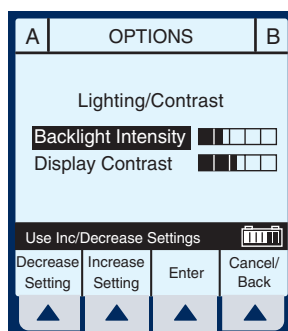 A OPTIONS B
Lighting/Contrast
Backlight Intensity
Display Contrast
Use Inc/Decrease Settings
Decrease Setting Increase Setting Enter Cancel/ Back